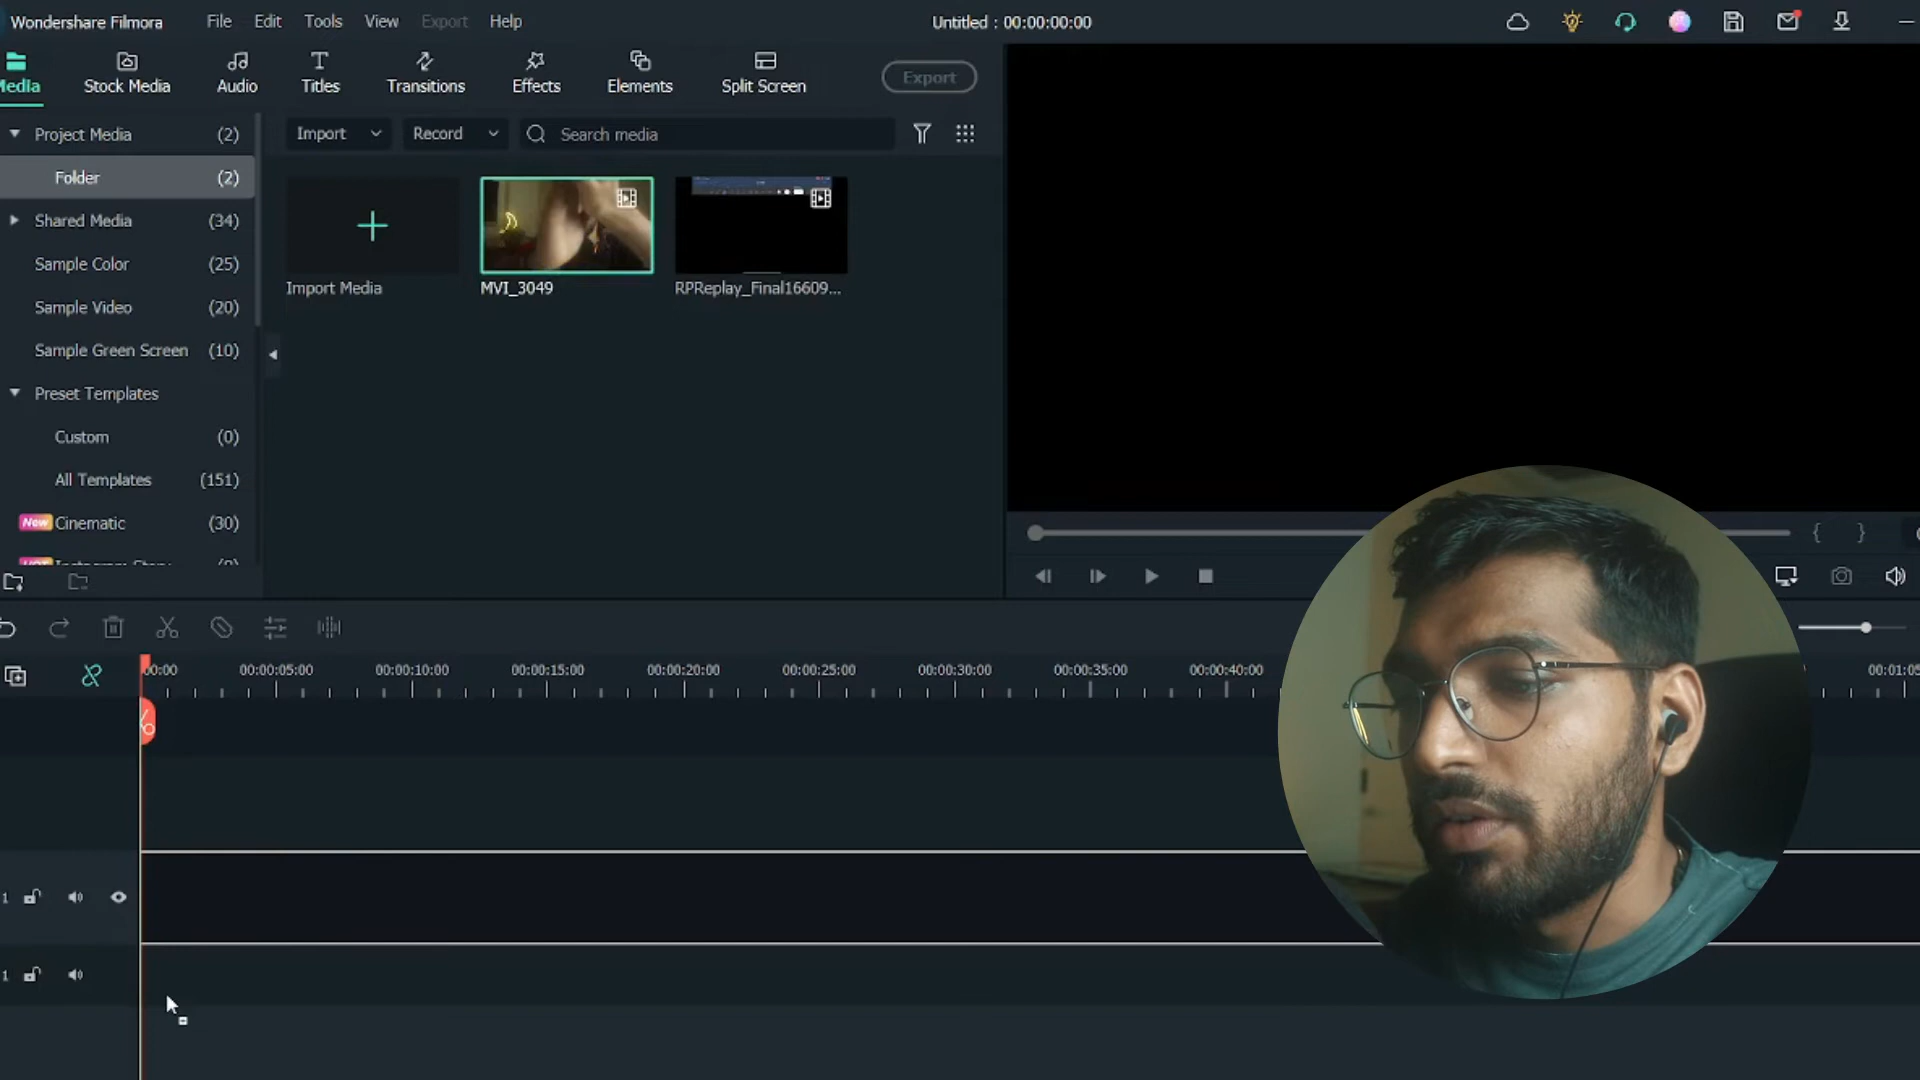 Wondershare Filmora File Edit Tools View Export Help Untitled : 00:00:00:00
Media Stock Media Audio Titles Transitions Effects Elements Split Screen Export
Project Media (2) Import Record Search media
Folder (2)
Shared Media (34)
Sample Color (25)
Import Media MVI_3049 RPReplay_Final16609...
Sample Video (20)
Sample Green Screen (10)
Preset Templates
Custom (0)
All Templates (151)
New Cinematic (30)
00:00 00:00:05:00 00:00:10:00 00:00:15:00 00:00:20:00 00:00:25:00 00:00:30:00 00:00:35:00 00:00:40:00 00:01:05
1
1